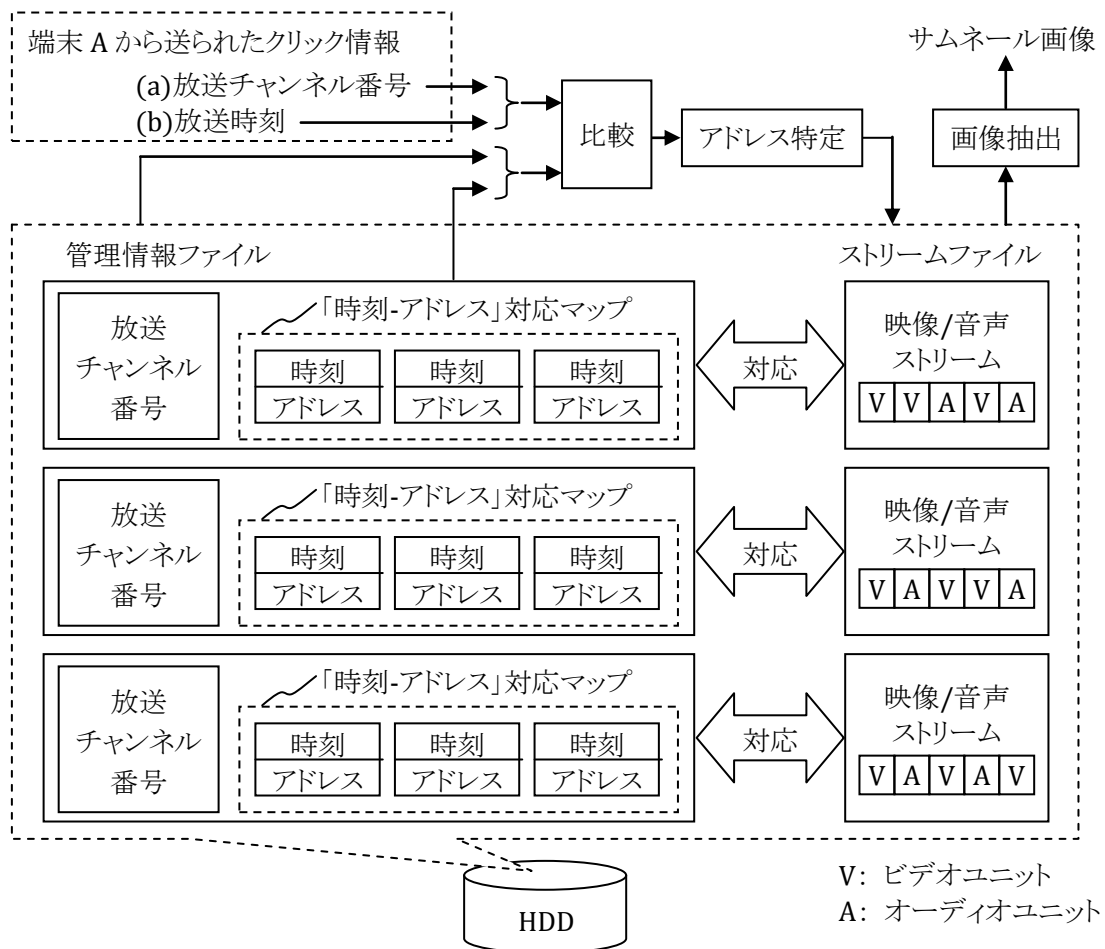 端末 A から送られたクリック情報
(a)放送チャンネル番号
(b)放送時刻
比較
アドレス特定
サムネール画像
画像抽出
管理情報ファイル
ストリームファイル
放送
チャンネル
番号
「時刻-アドレス」対応マップ
時刻
アドレス
時刻
アドレス
時刻
アドレス
対応
映像/音声
ストリーム
V V A V A
放送
チャンネル
番号
「時刻-アドレス」対応マップ
時刻
アドレス
時刻
アドレス
時刻
アドレス
対応
映像/音声
ストリーム
V A V V A
放送
チャンネル
番号
「時刻-アドレス」対応マップ
時刻
アドレス
時刻
アドレス
時刻
アドレス
対応
映像/音声
ストリーム
V A V A V
HDD
V: ビデオユニット
A: オーディオユニット